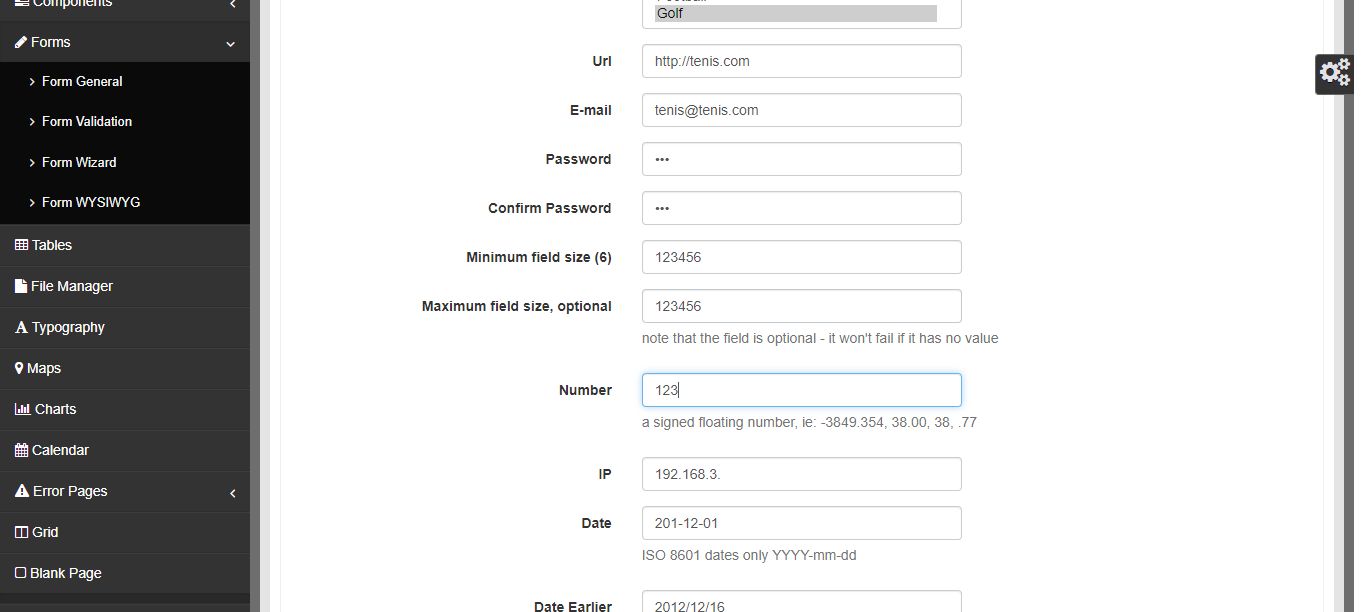 Components
Forms
Form General
Form Validation
Form Wizard
Form WYSIWYG
Tables
File Manager
Typography
Maps
Charts
Calendar
Error Pages
Grid
Blank Page
Golf
Url
http://tenis.com
E-mail
tenis@tenis.com
Password
•••
Confirm Password
•••
Minimum field size (6)
123456
Maximum field size, optional
123456
note that the field is optional - it won't fail if it has no value
Number
123
a signed floating number, ie: -3849.354, 38.00, 38, .77
IP
192.168.3.
Date
201-12-01
ISO 8601 dates only YYYY-mm-dd
Date Earlier
2012/12/16